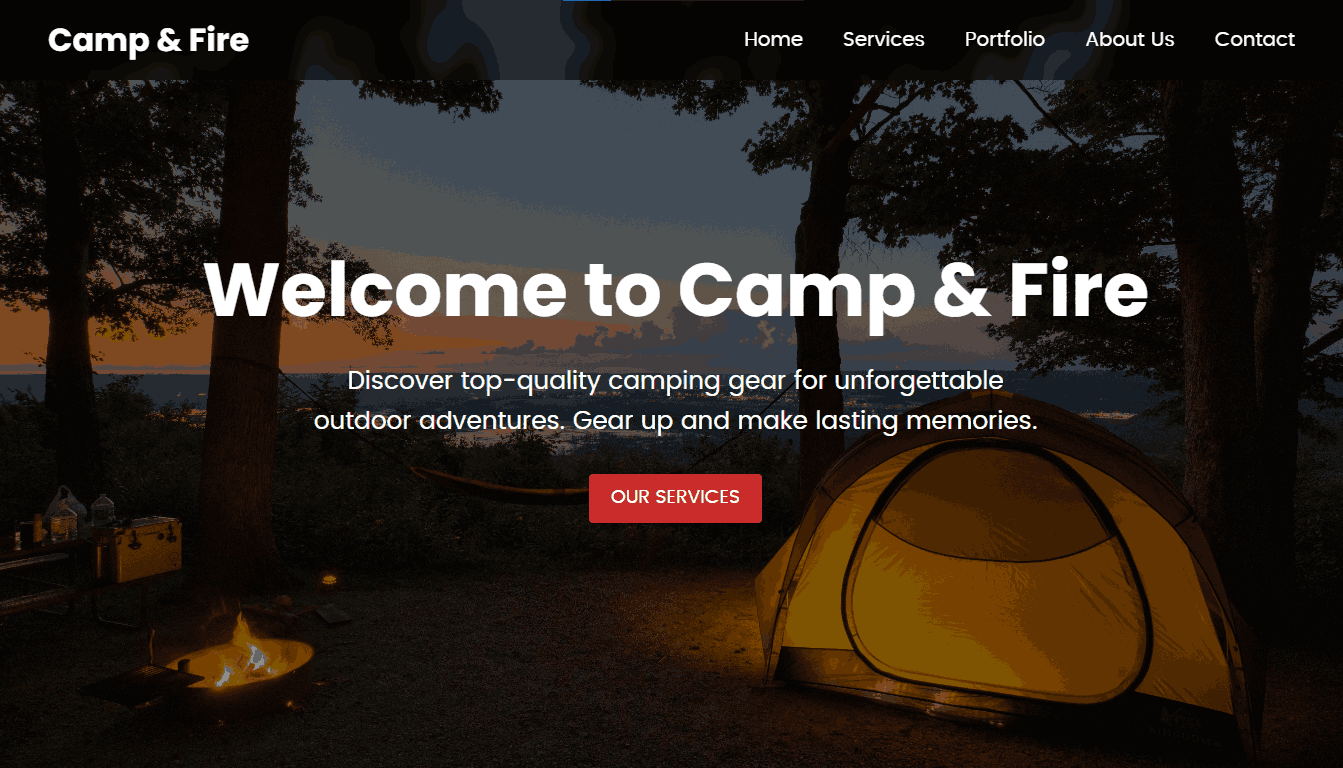 Camp & Fire
Home
Services
Portfolio
About Us
Contact
Welcome to Camp & Fire
Discover top-quality camping gear for unforgettable
outdoor adventures. Gear up and make lasting memories.
OUR SERVICES